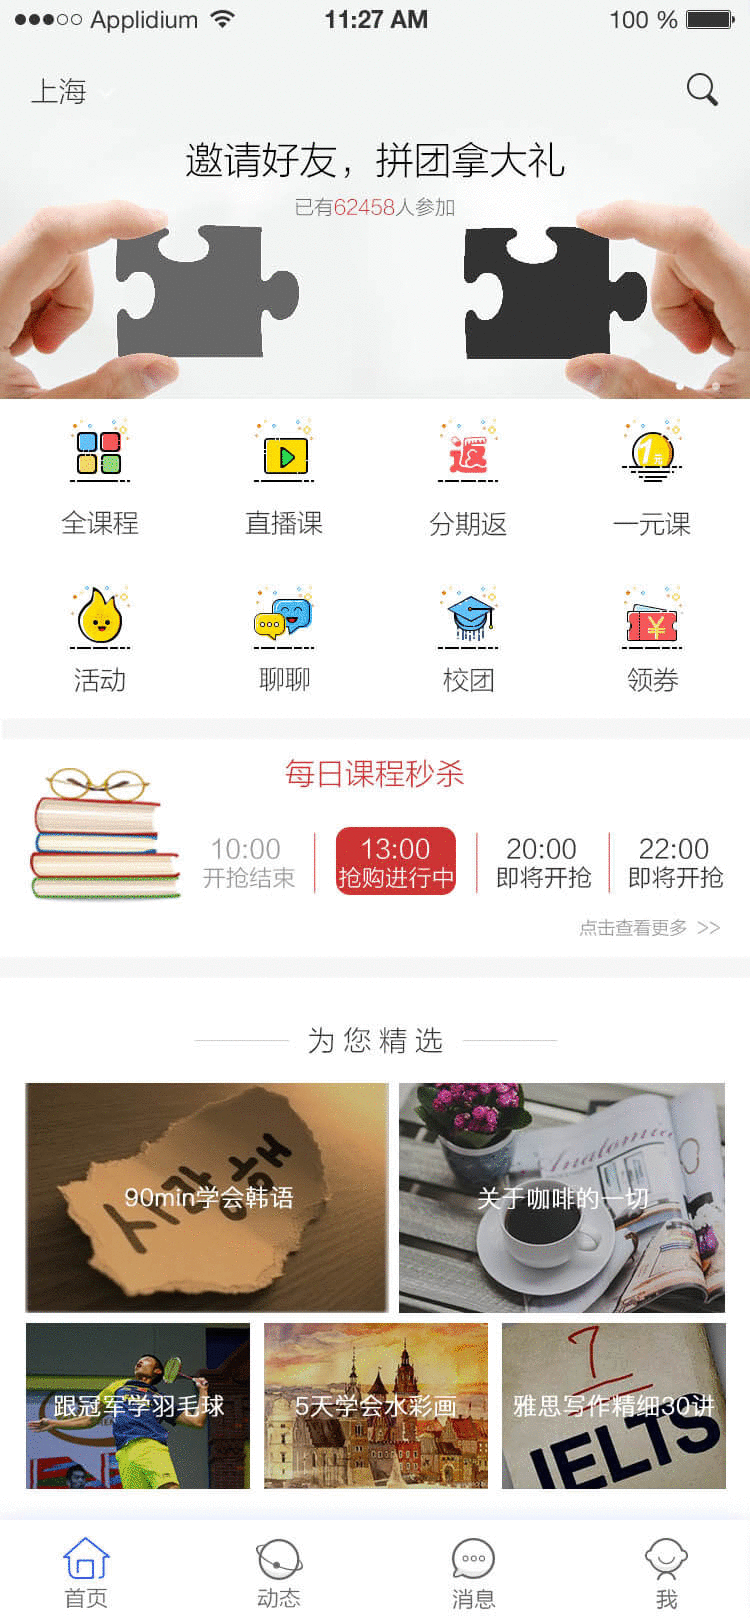 Applidium 11:27 AM 100 %
上海
邀请好友，拼团拿大礼
已有62458人参加
返 1元
全课程 直播课 分期返 一元课
活动 聊聊 校团 领券
每日课程秒杀
10:00 13:00 20:00 22:00
开抢结束 抢购进行中 即将开抢 即将开抢
点击查看更多 >>
为您精选
90min学会韩语 关于咖啡的一切
사랑해
Anatomia
跟冠军学羽毛球 5天学会水彩画 雅思写作精细30讲
7
IELTS
首页 动态 消息 我